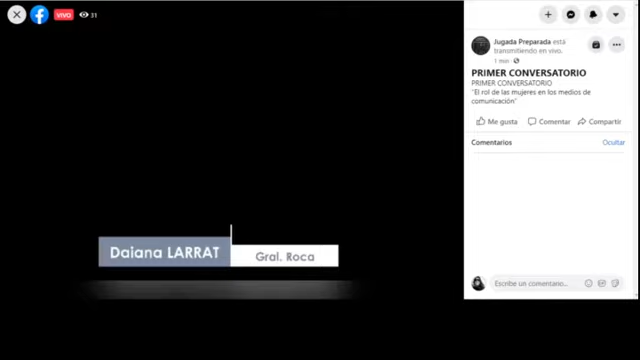 VIVO
31
Jugada Preparada está
transmitiendo en vivo.
1 min
PRIMER CONVERSATORIO
PRIMER CONVERSATORIO
"El rol de las mujeres en los medios de
comunicación"
Me gusta
Comentar
Compartir
Comentarios
Ocultar
Daiana LARRAT
Gral. Roca
Escribe un comentario...